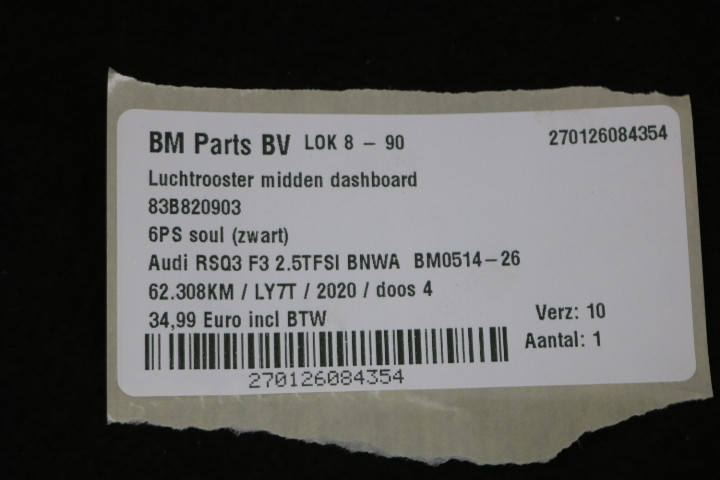 BM Parts BV LOK 8 - 90 270126084354
Luchtrooster midden dashboard
83B820903
6PS soul (zwart)
Audi RSQ3 F3 2.5TFSI BNWA BM0514-26
62.308KM / LY7T / 2020 / doos 4
34,99 Euro incl BTW Verz: 10
Aantal: 1
270126084354